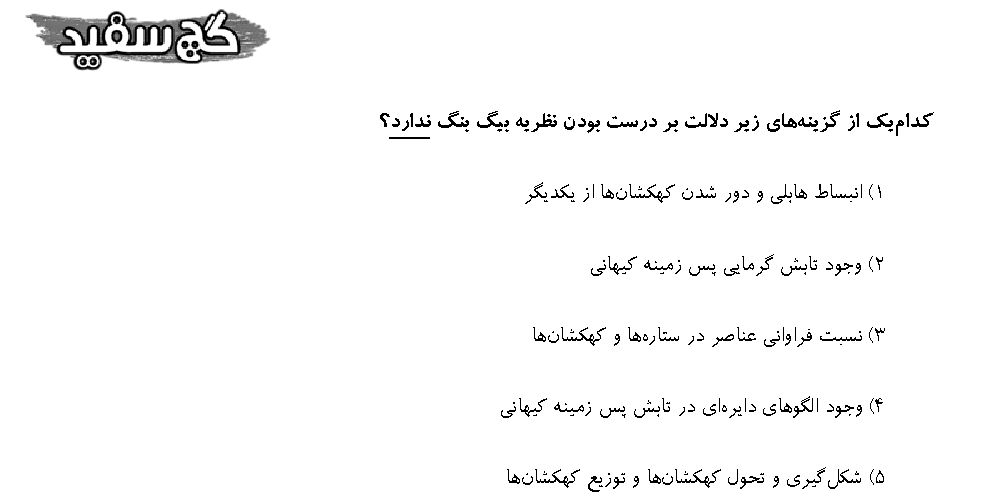 گچ سفید
کدام‌یک از گزینه‌های زیر دلالت بر درست بودن نظریه بیگ بنگ ندارد؟
۱) انبساط هابلی و دور شدن کهکشان‌ها از یکدیگر
۲) وجود تابش گرمایی پس زمینه کیهانی
۳) نسبت فراوانی عناصر در ستاره‌ها و کهکشان‌ها
۴) وجود الگوهای دایره‌ای در تابش پس زمینه کیهانی
۵) شکل‌گیری و تحول کهکشان‌ها و توزیع کهکشان‌ها